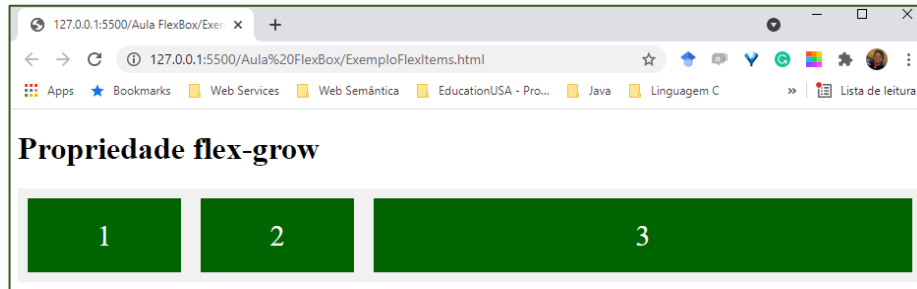 127.0.0.1:5500/Aula FlexBox/Exem
127.0.0.1:5500/Aula%20FlexBox/ExemploFlexItems.html
Apps Bookmarks Web Services Web Semântica EducationUSA - Pro... Java Linguagem C » Lista de leitura
Propriedade flex-grow
1 2 3